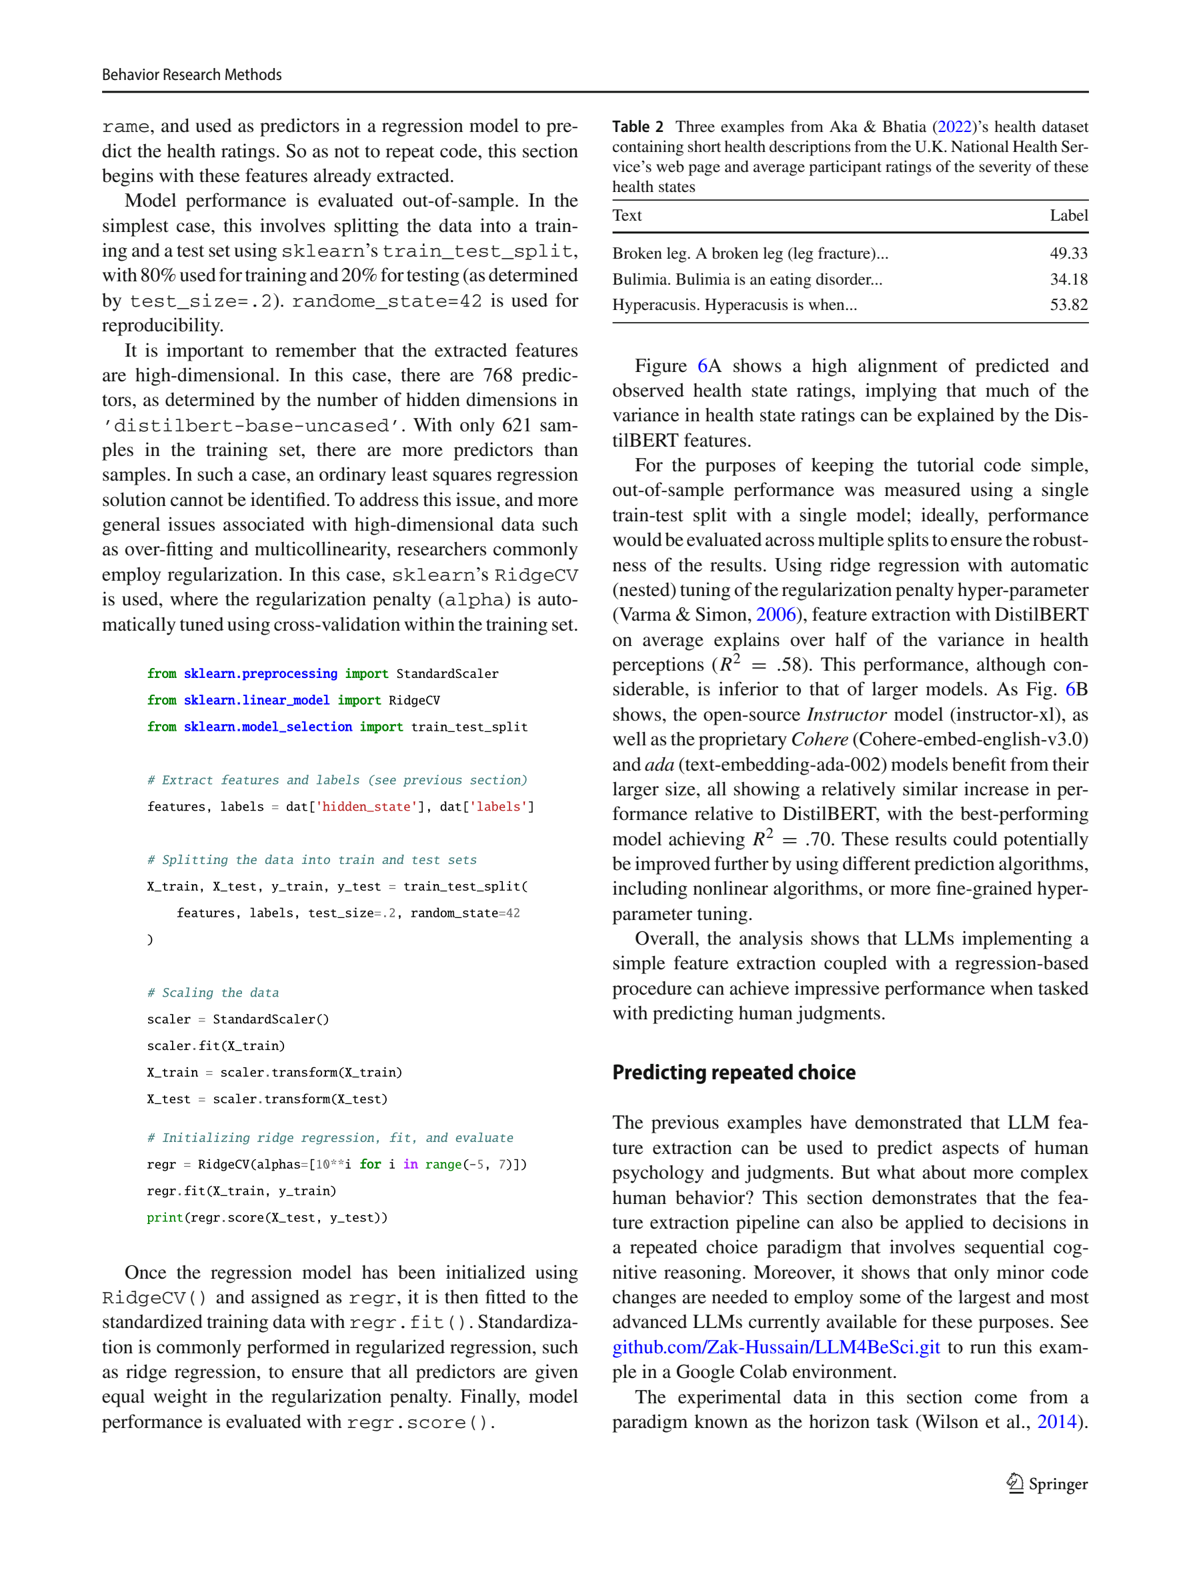 Behavior Research Methods
rame, and used as predictors in a regression model to pre-
dict the health ratings. So as not to repeat code, this section
begins with these features already extracted.
Model performance is evaluated out-of-sample. In the
simplest case, this involves splitting the data into a train-
ing and a test set using sklearn's train_test_split,
with 80% used for training and 20% for testing (as determined
by test_size=.2). randome_state=42 is used for
reproducibility.
It is important to remember that the extracted features
are high-dimensional. In this case, there are 768 predic-
tors, as determined by the number of hidden dimensions in
'distilbert-base-uncased'. With only 621 sam-
ples in the training set, there are more predictors than
samples. In such a case, an ordinary least squares regression
solution cannot be identified. To address this issue, and more
general issues associated with high-dimensional data such
as over-fitting and multicollinearity, researchers commonly
employ regularization. In this case, sklearn's RidgeCV
is used, where the regularization penalty (alpha) is auto-
matically tuned using cross-validation within the training set.
from sklearn.preprocessing import StandardScaler
from sklearn.linear_model import RidgeCV
from sklearn.model_selection import train_test_split
# Extract features and labels (see previous section)
features, labels = dat['hidden_state'], dat['labels']
# Splitting the data into train and test sets
X_train, X_test, y_train, y_test = train_test_split(
    features, labels, test_size=.2, random_state=42
)
# Scaling the data
scaler = StandardScaler()
scaler.fit(X_train)
X_train = scaler.transform(X_train)
X_test = scaler.transform(X_test)
# Initializing ridge regression, fit, and evaluate
regr = RidgeCV(alphas=[10**i for i in range(-5, 7)])
regr.fit(X_train, y_train)
print(regr.score(X_test, y_test))
Once the regression model has been initialized using
RidgeCV() and assigned as regr, it is then fitted to the
standardized training data with regr.fit(). Standardiza-
tion is commonly performed in regularized regression, such
as ridge regression, to ensure that all predictors are given
equal weight in the regularization penalty. Finally, model
performance is evaluated with regr.score().
Table 2 Three examples from Aka & Bhatia (2022)'s health dataset
containing short health descriptions from the U.K. National Health Ser-
vice's web page and average participant ratings of the severity of these
health states
Text Label
Broken leg. A broken leg (leg fracture)... 49.33
Bulimia. Bulimia is an eating disorder... 34.18
Hyperacusis. Hyperacusis is when... 53.82
Figure 6A shows a high alignment of predicted and
observed health state ratings, implying that much of the
variance in health state ratings can be explained by the Dis-
tilBERT features.
For the purposes of keeping the tutorial code simple,
out-of-sample performance was measured using a single
train-test split with a single model; ideally, performance
would be evaluated across multiple splits to ensure the robust-
ness of the results. Using ridge regression with automatic
(nested) tuning of the regularization penalty hyper-parameter
(Varma & Simon, 2006), feature extraction with DistilBERT
on average explains over half of the variance in health
perceptions (R² = .58). This performance, although con-
siderable, is inferior to that of larger models. As Fig. 6B
shows, the open-source Instructor model (instructor-xl), as
well as the proprietary Cohere (Cohere-embed-english-v3.0)
and ada (text-embedding-ada-002) models benefit from their
larger size, all showing a relatively similar increase in per-
formance relative to DistilBERT, with the best-performing
model achieving R² = .70. These results could potentially
be improved further by using different prediction algorithms,
including nonlinear algorithms, or more fine-grained hyper-
parameter tuning.
Overall, the analysis shows that LLMs implementing a
simple feature extraction coupled with a regression-based
procedure can achieve impressive performance when tasked
with predicting human judgments.
Predicting repeated choice
The previous examples have demonstrated that LLM fea-
ture extraction can be used to predict aspects of human
psychology and judgments. But what about more complex
human behavior? This section demonstrates that the fea-
ture extraction pipeline can also be applied to decisions in
a repeated choice paradigm that involves sequential cog-
nitive reasoning. Moreover, it shows that only minor code
changes are needed to employ some of the largest and most
advanced LLMs currently available for these purposes. See
github.com/Zak-Hussain/LLM4BeSci.git to run this exam-
ple in a Google Colab environment.
The experimental data in this section come from a
paradigm known as the horizon task (Wilson et al., 2014).
Springer